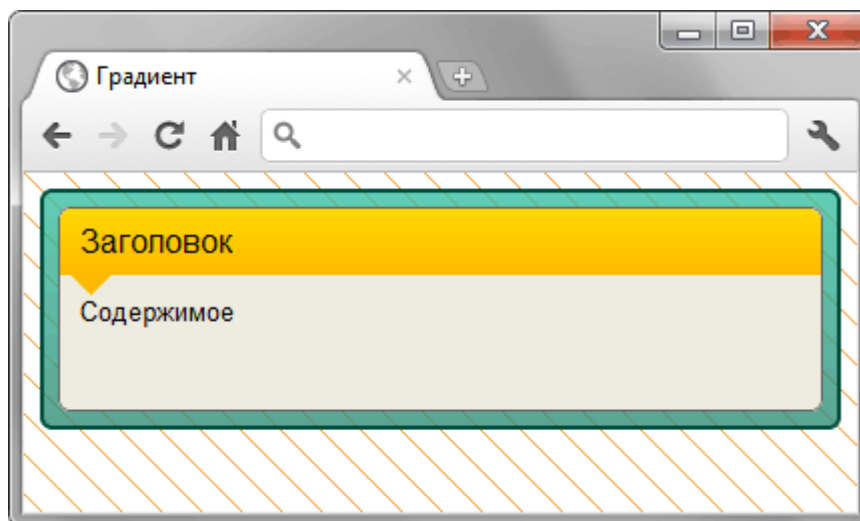 Градиент
Заголовок
Содержимое